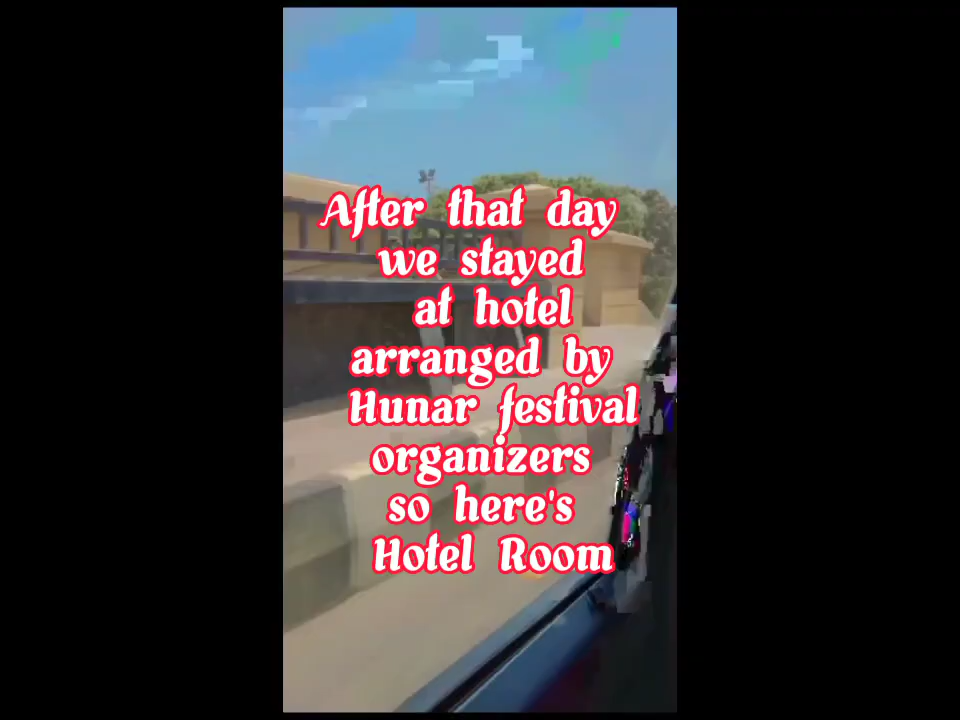 After that day
we stayed
at hotel
arranged by
Hunar festival
organizers
so here's
Hotel Room